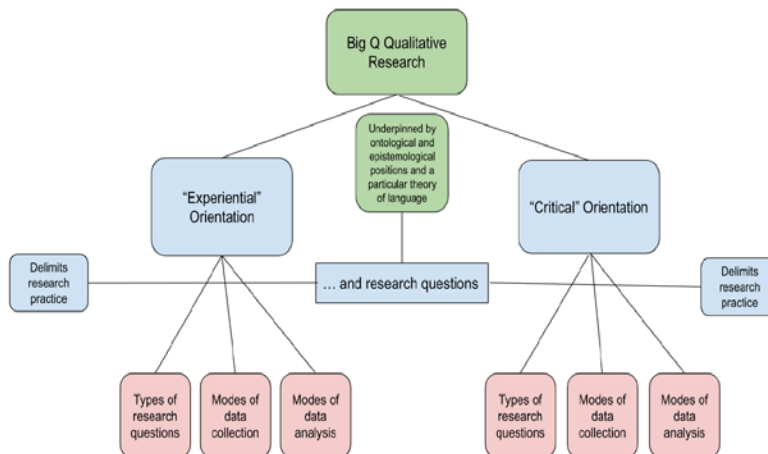 Big Q Qualitative
Research
Underpinned by
ontological and
epistemological
positions and a
particular theory
of language
“Experiential”
Orientation
“Critical” Orientation
Delimits
research
practice
... and research questions
Delimits
research
practice
Types of
research
questions
Modes of
data
collection
Modes of
data
analysis
Types of
research
questions
Modes of
data
collection
Modes of
data
analysis